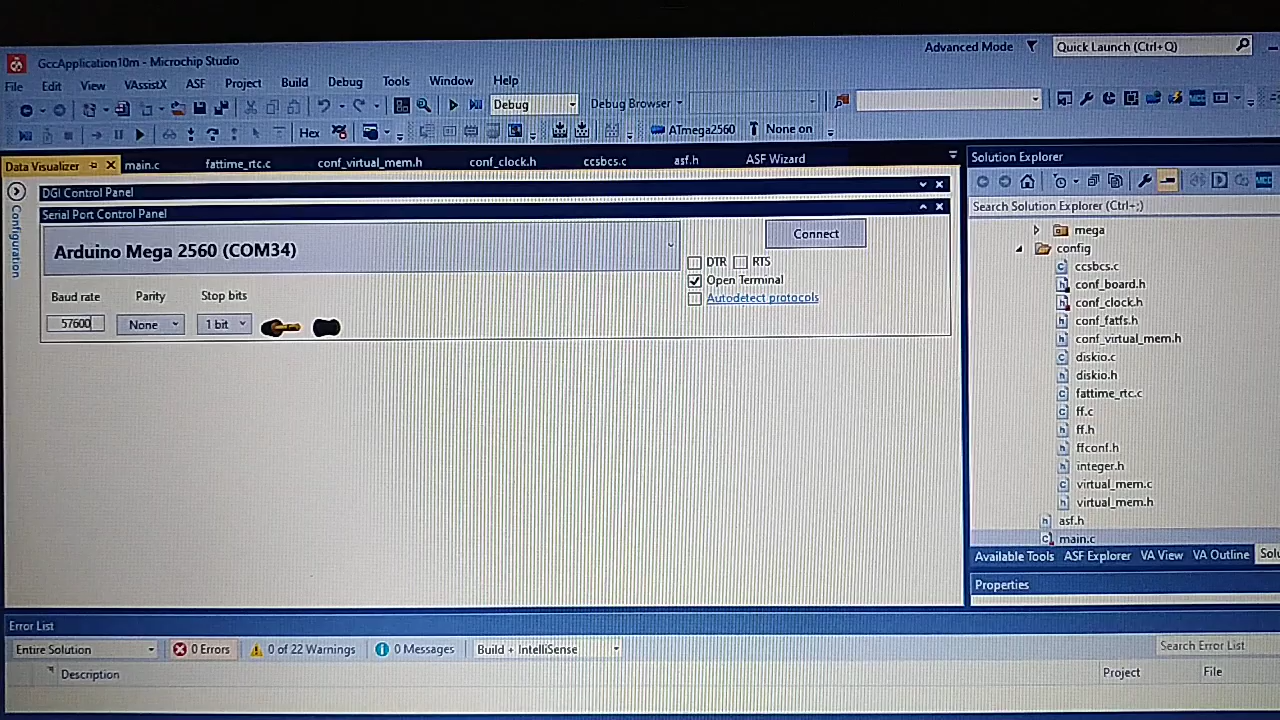 GccApplication10m - Microchip Studio
Advanced Mode
Quick Launch (Ctrl+Q)
File Edit View VAssistX ASF Project Build Debug Tools Window Help
Debug
Debug Browser
Hex
ATmega2560
None on
Data Visualizer
main.c
fattime_rtc.c
conf_virtual_mem.h
conf_clock.h
ccsbcs.c
asf.h
ASF Wizard
Configuration
DGI Control Panel
Serial Port Control Panel
Arduino Mega 2560 (COM34)
Connect
DTR RTS
Open Terminal
Autodetect protocols
Baud rate Parity Stop bits
57600 None 1 bit
Solution Explorer
MCC
Search Solution Explorer (Ctrl+;)
mega
config
ccsbcs.c
conf_board.h
conf_clock.h
conf_fatfs.h
conf_virtual_mem.h
diskio.c
diskio.h
fattime_rtc.c
ff.c
ff.h
ffconf.h
integer.h
virtual_mem.c
virtual_mem.h
asf.h
main.c
Available Tools ASF Explorer VA View VA Outline Solu
Properties
Error List
Entire Solution
0 Errors
0 of 22 Warnings
0 Messages
Build + IntelliSense
Search Error List
Description
Project
File